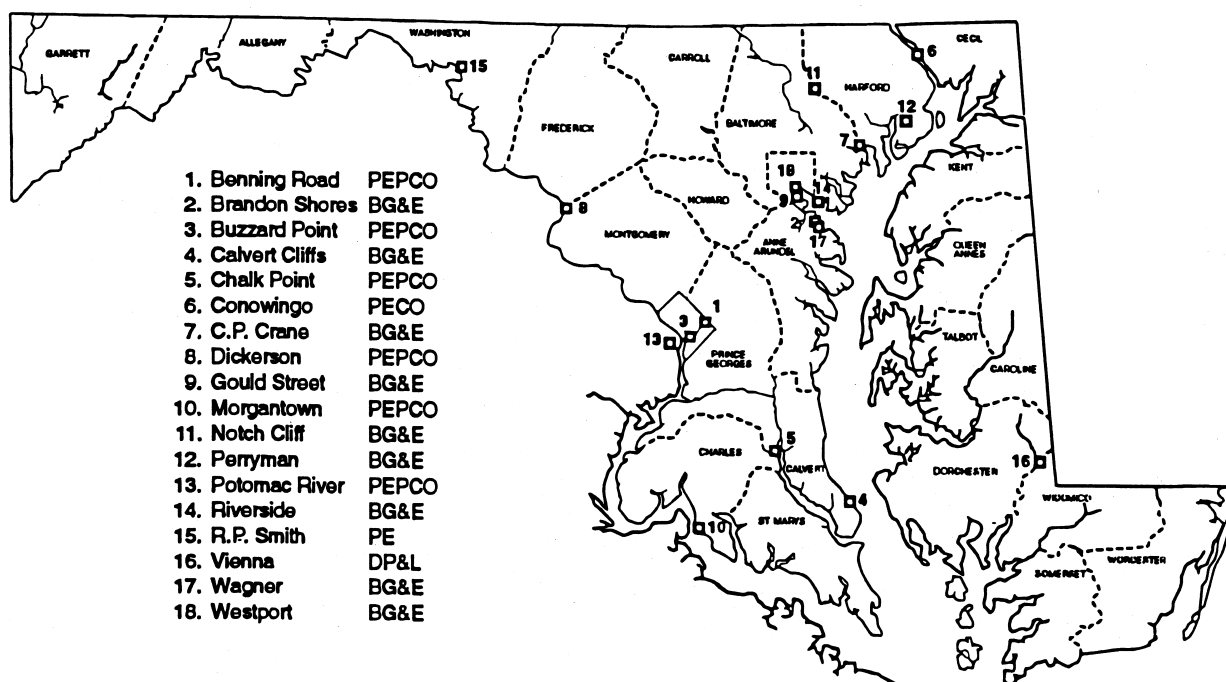 GARRETT
ALLEGANY
WASHINGTON
15
FREDERICK
CARROLL
BALTIMORE
11
HARFORD
6
CECIL
12
7
KENT
18
9
14
2
17
8
HOWARD
MONTGOMERY
ANNE
ARUNDEL
QUEEN
ANNES
1
3
13
PRINCE
GEORGES
TALBOT
CAROLINE
5
CHARLES
CALVERT
4
DORCHESTER
16
WIDOMICO
10
ST MARYS
SOMERSET
WORCESTER
1. Benning Road PEPCO
2. Brandon Shores BG&E
3. Buzzard Point PEPCO
4. Calvert Cliffs BG&E
5. Chalk Point PEPCO
6. Conowingo PECO
7. C.P. Crane BG&E
8. Dickerson PEPCO
9. Gould Street BG&E
10. Morgantown PEPCO
11. Notch Cliff BG&E
12. Perryman BG&E
13. Potomac River PEPCO
14. Riverside BG&E
15. R.P. Smith PE
16. Vienna DP&L
17. Wagner BG&E
18. Westport BG&E